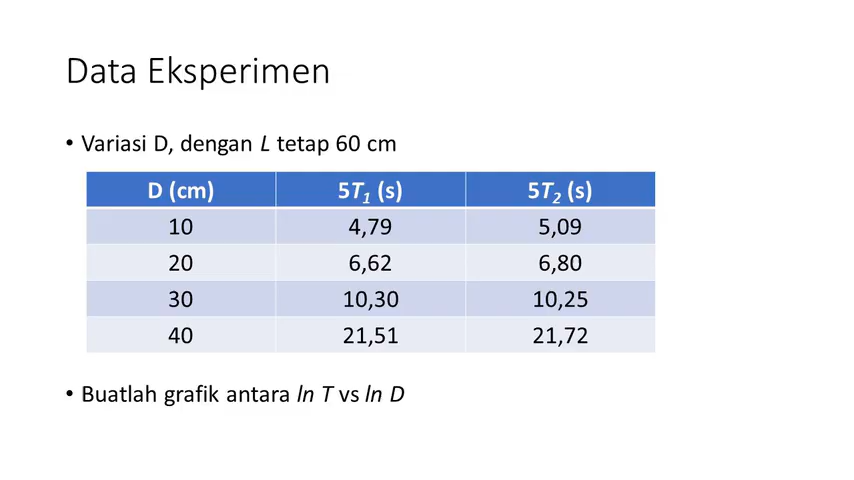 Data Eksperimen
• Variasi D, dengan L tetap 60 cm
D (cm) 5T1 (s) 5T2 (s)
10 4,79 5,09
20 6,62 6,80
30 10,30 10,25
40 21,51 21,72
• Buatlah grafik antara ln T vs ln D